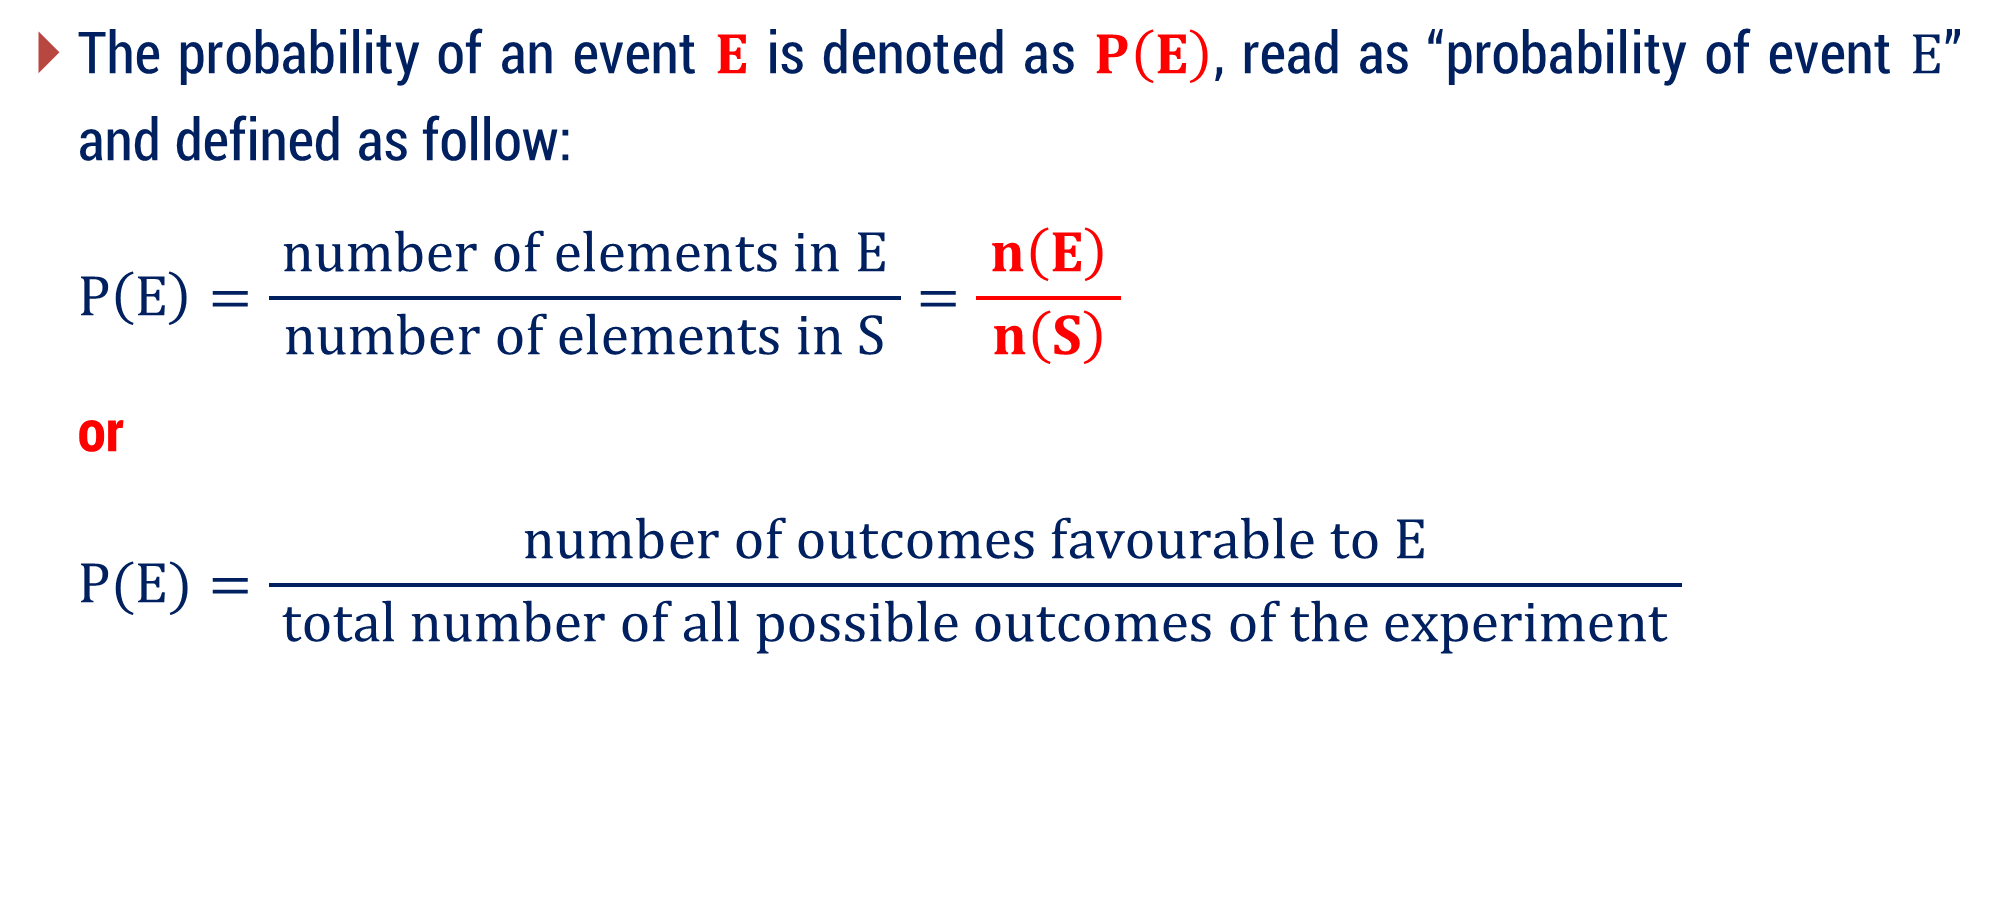 The probability of an event E is denoted as P(E), read as “probability of event E”
and defined as follow:
P(E) = number of elements in E / number of elements in S = n(E) / n(S)
or
P(E) = number of outcomes favourable to E / total number of all possible outcomes of the experiment